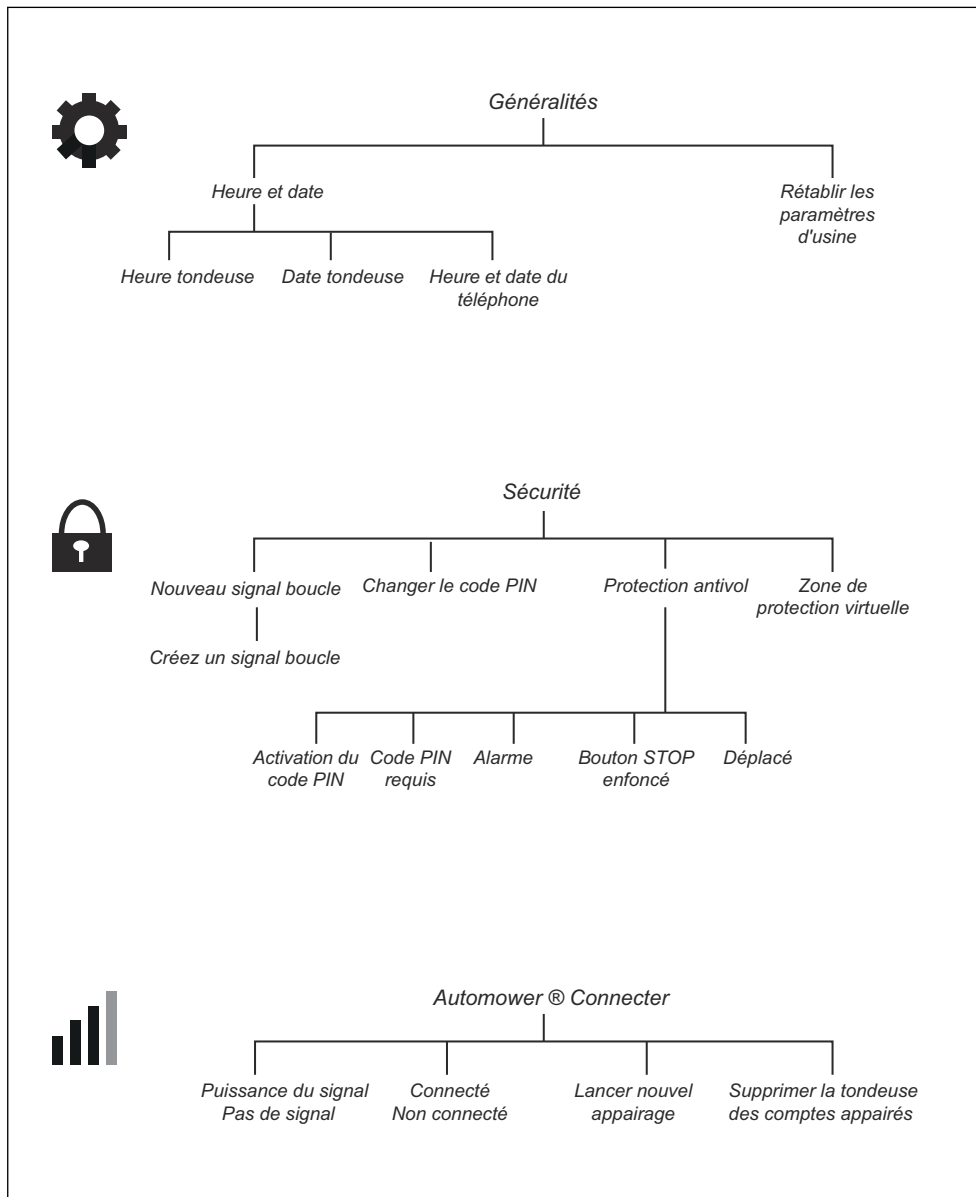 Généralités
Heure et date
Rétablir les
paramètres
d'usine
Heure tondeuse
Date tondeuse
Heure et date du
téléphone
Sécurité
Nouveau signal boucle
Changer le code PIN
Protection antivol
Zone de
protection virtuelle
Créez un signal boucle
Activation du
code PIN
Code PIN
requis
Alarme
Bouton STOP
enfoncé
Déplacé
Automower ® Connecter
Puissance du signal
Pas de signal
Connecté
Non connecté
Lancer nouvel
appairage
Supprimer la tondeuse
des comptes appairés